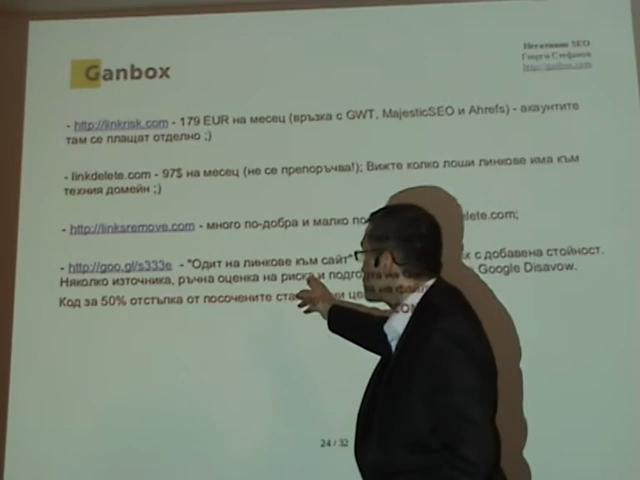 Ganbox
Негативно SEO
Георги Стефанов
http://ganbox.com
- http://linkrisk.com - 179 EUR на месец (връзка с GWT, MajesticSEO и Ahrefs) - акаунтите
там се плащат отделно ;)
- linkdelete.com - 97$ на месец (не се препоръчва!); Вижте колко лоши линкове има към
техния домейн ;)
- http://linksremove.com - много по-добра и малко по elete.com;
- http://goo.gl/s333e - "Одит на линкове към сайт" с добавена стойност.
Няколко източника, ръчна оценка на риска и Google Disavow.
Код за 50% отстъпка от посочените
24 / 32